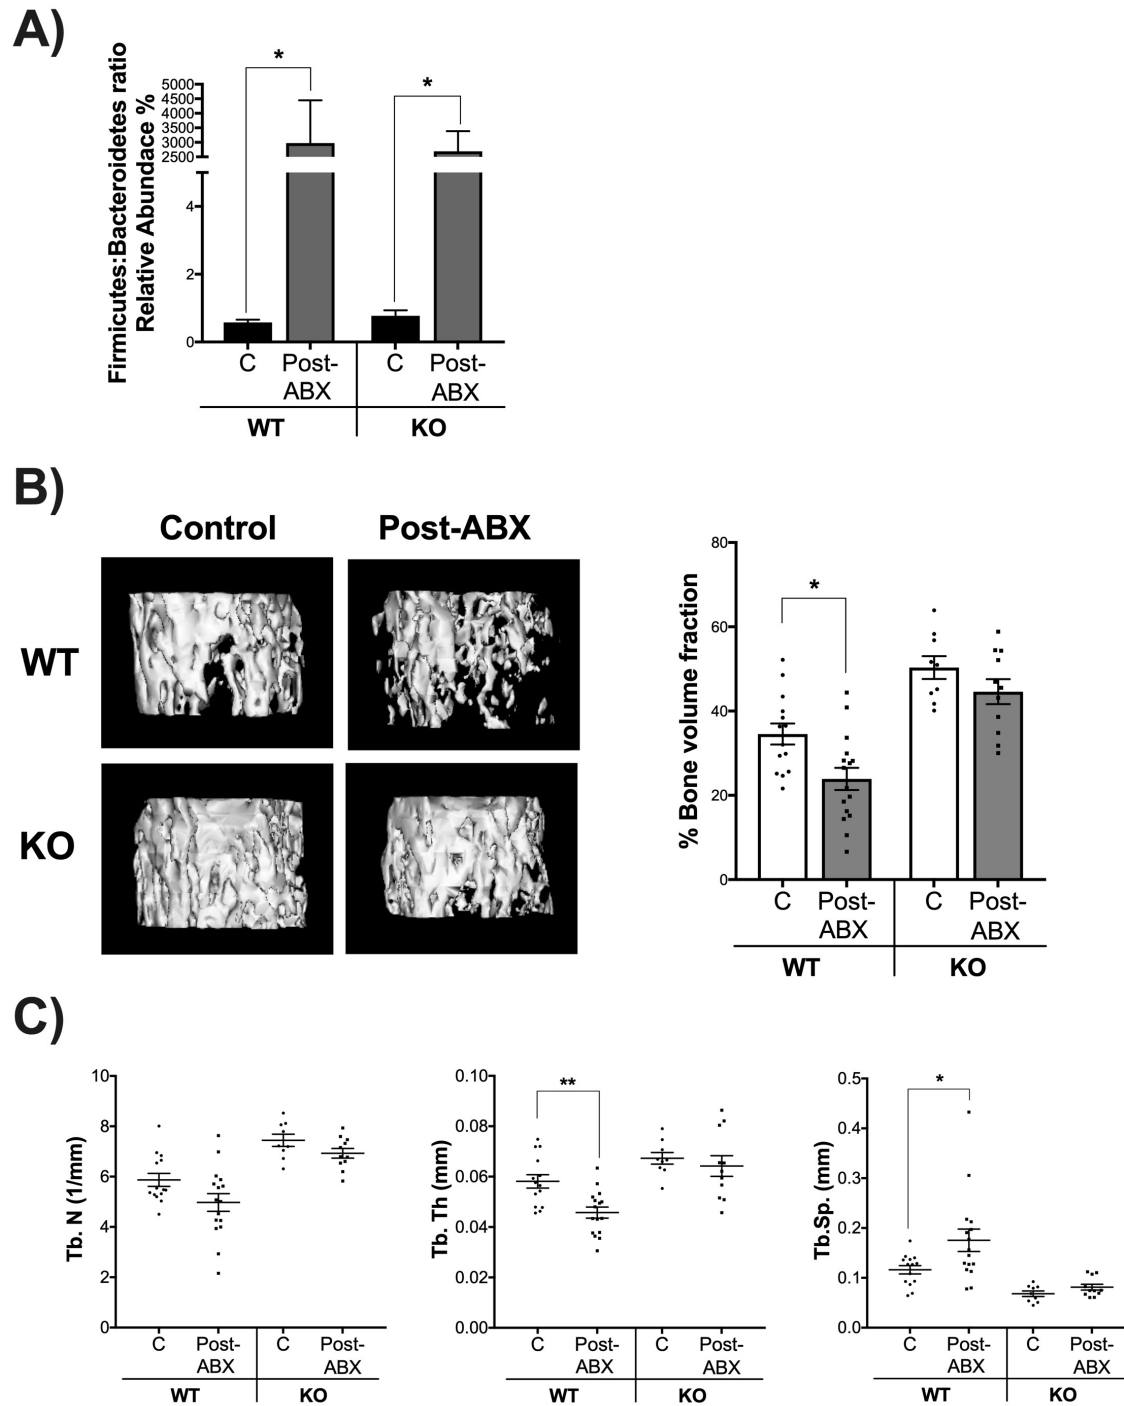 A)
Firmicutes:Bacteroidetes ratio
Relative Abundace %
5000
4500
4000
3500
3000
2500
4
2
0
*
*
C Post-ABX C Post-ABX
WT KO
B)
Control Post-ABX
WT
KO
% Bone volume fraction
80
60
40
20
0
*
C Post-ABX C Post-ABX
WT KO
C)
Tb. N (1/mm)
10
8
6
4
2
0
C Post-ABX C Post-ABX
WT KO
Tb. Th (mm)
0.10
0.08
0.06
0.04
0.02
0.00
**
C Post-ABX C Post-ABX
WT KO
Tb.Sp. (mm)
0.5
0.4
0.3
0.2
0.1
0.0
*
C Post-ABX C Post-ABX
WT KO